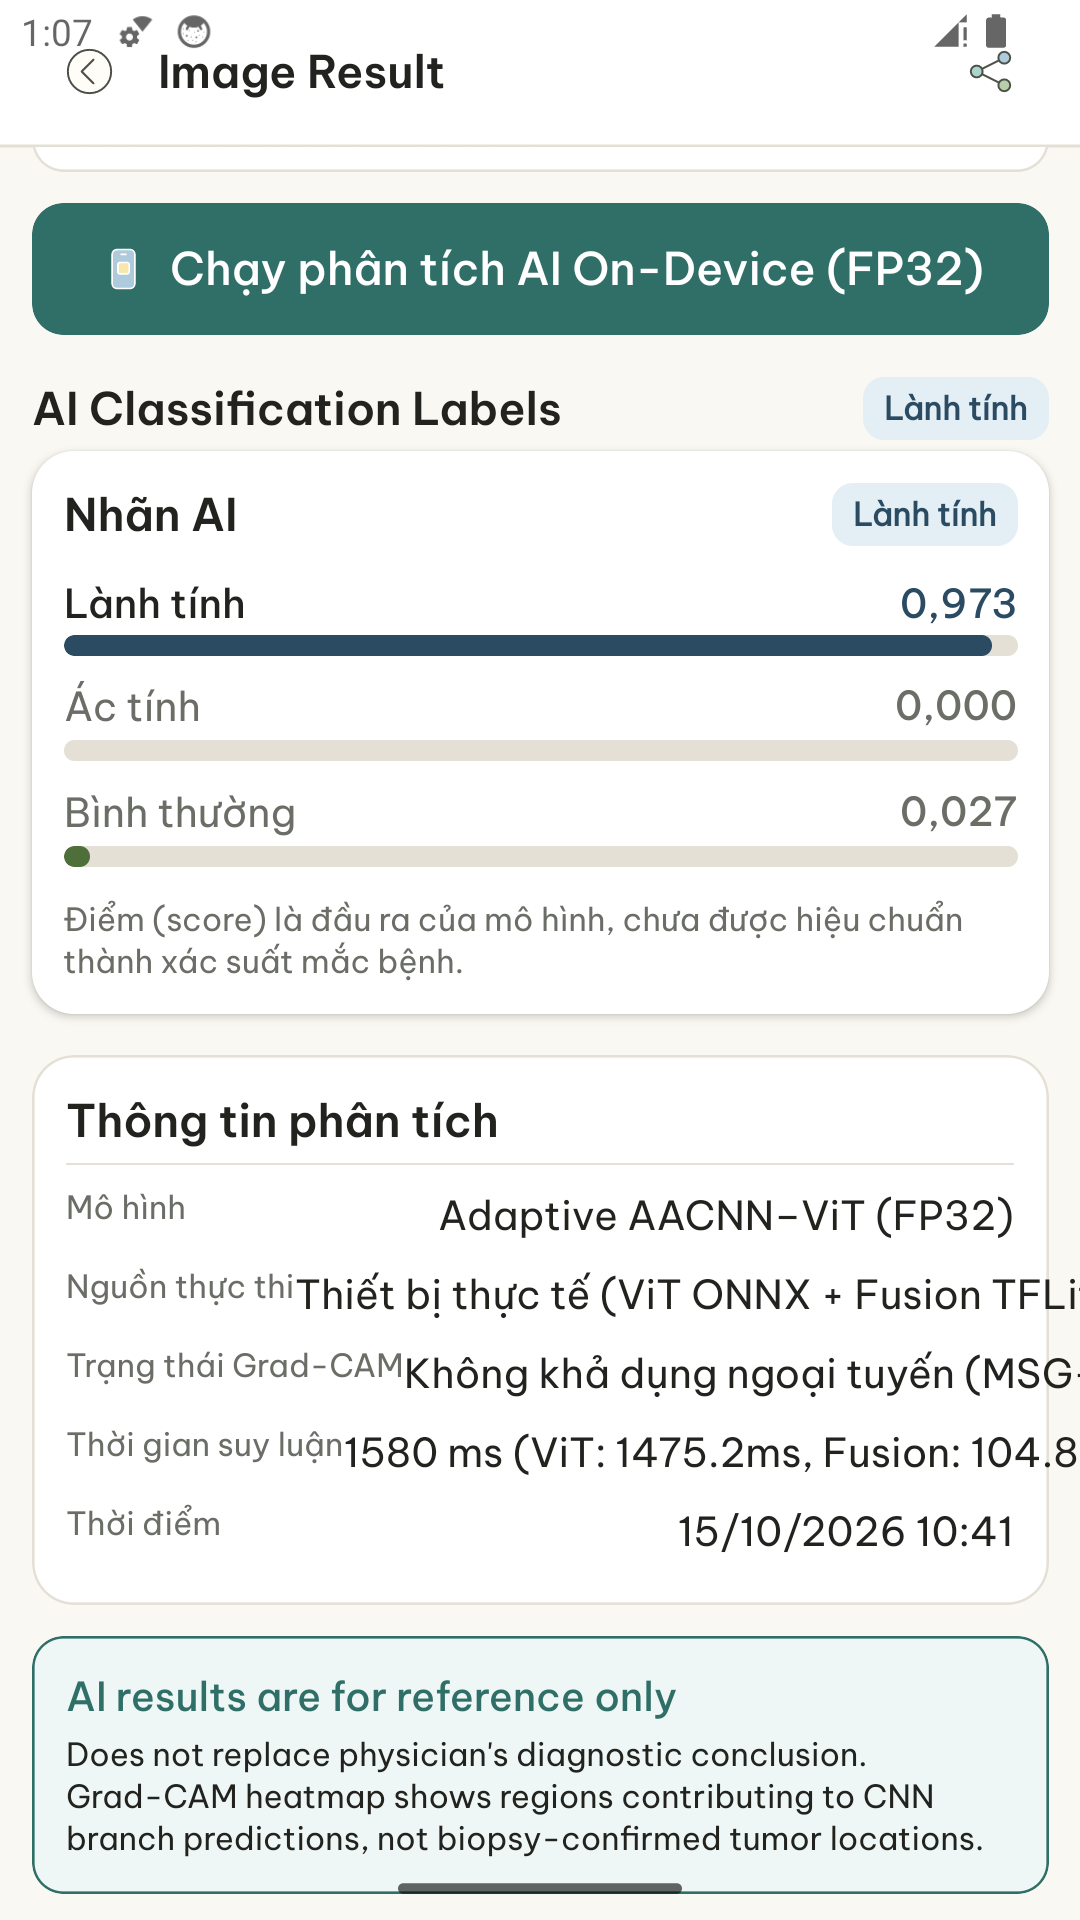 1:07
Image Result
Chạy phân tích AI On-Device (FP32)
AI Classification Labels
Lành tính
Nhãn AI
Lành tính
Lành tính
0,973
Ác tính
0,000
Bình thường
0,027
Điểm (score) là đầu ra của mô hình, chưa được hiệu chuẩn
thành xác suất mắc bệnh.
Thông tin phân tích
Mô hình
Adaptive AACNN–ViT (FP32)
Nguồn thực thi
Thiết bị thực tế (ViT ONNX + Fusion
Trạng thái Grad-CAM
Không khả dụng ngoại tuyến (MSG-
Thời gian suy luận
1580 ms (ViT: 1475.2ms, Fusion: 104.8
Thời điểm
15/10/2026 10:41
AI results are for reference only
Does not replace physician's diagnostic conclusion.
Grad-CAM heatmap shows regions contributing to CNN
branch predictions, not biopsy-confirmed tumor locations.